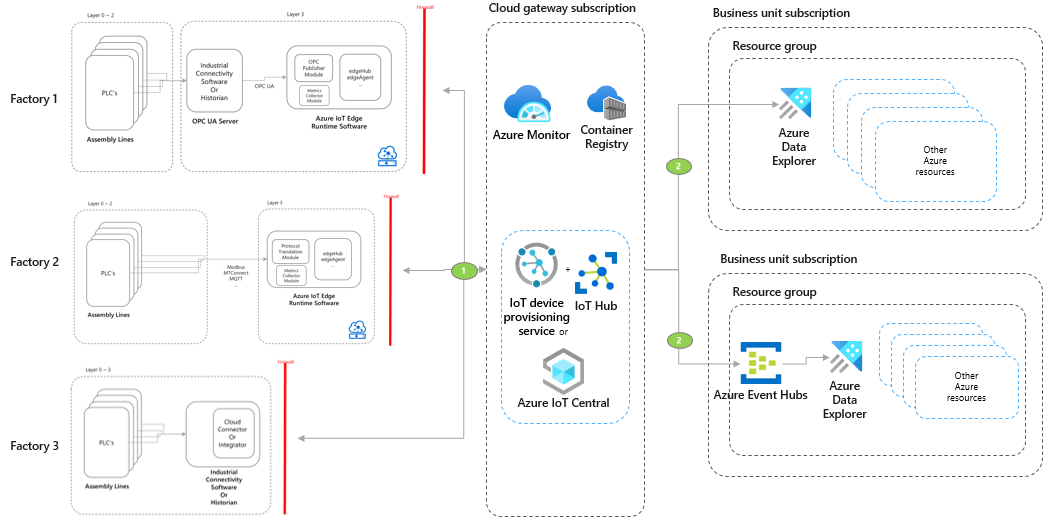 Factory 1
Layer 0 - 2
PLC's
Assembly Lines
Layer 3
Industrial
Connectivity
Software
Or
Historian
OPC UA Server
OPC UA
OPC
Publisher
Module
Metrics
Collector
Module
edgeHub
edgeAgent
...
Azure IoT Edge
Runtime Software
Firewall
Factory 2
Layer 0 - 2
PLC's
Assembly Lines
Modbus
MTConnect
MQTT
...
Layer 3
Protocol
Translation
Module
Metrics
Collector
Module
edgeHub
edgeAgent
...
Azure IoT Edge
Runtime Software
Firewall
Factory 3
Layer 0 - 3
PLC's
Assembly Lines
Cloud
Connector
Or
Integrator
Industrial
Connectivity
Software
Or
Historian
Firewall
1
Cloud gateway subscription
Azure Monitor
Container
Registry
IoT device
provisioning
service or
+
IoT Hub
Azure IoT Central
2
2
Business unit subscription
Resource group
Azure
Data
Explorer
Other
Azure
resources
Business unit subscription
Resource group
Azure Event Hubs
Azure
Data
Explorer
Other
Azure
resources